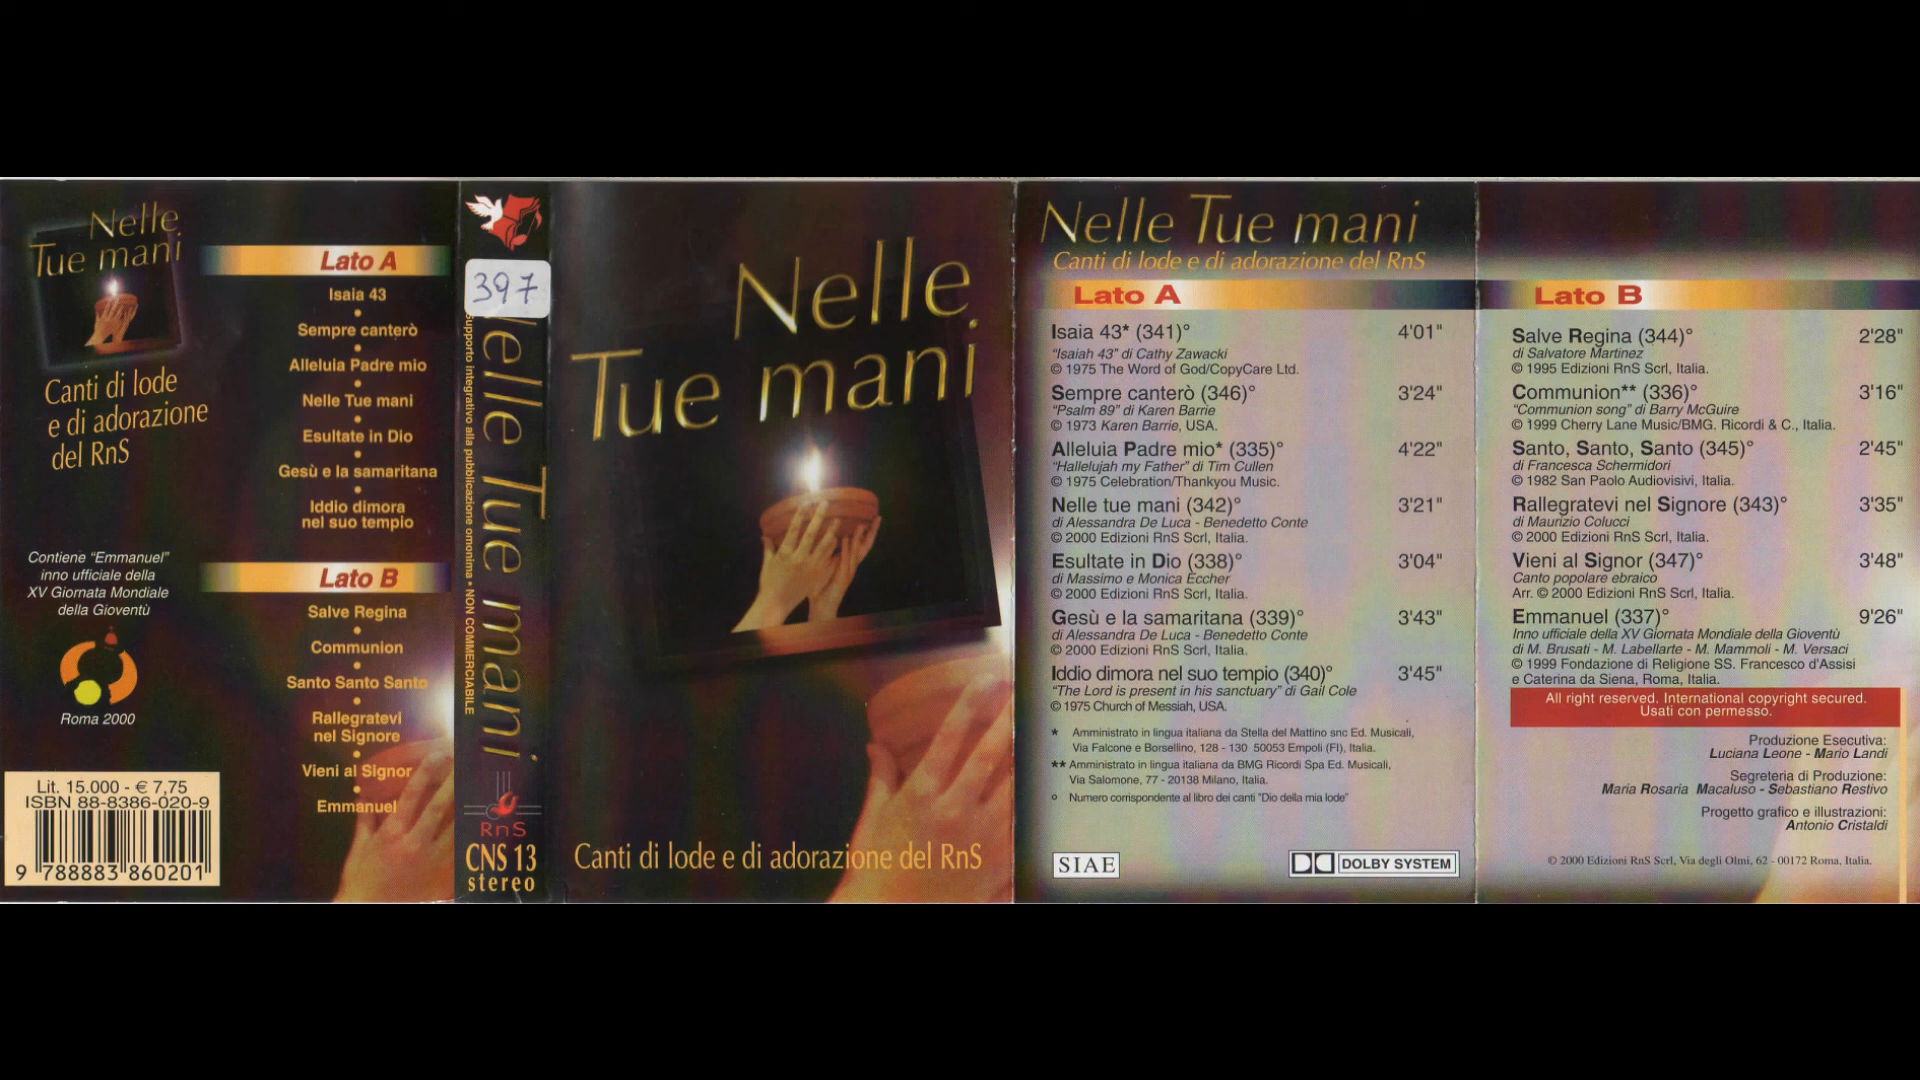 Nelle
Tue mani
Canti di lode
e di adorazione
del RnS
Contiene “Emmanuel”
inno ufficiale della
XV Giornata Mondiale
della Gioventù
Roma 2000
Lit. 15.000 - € 7,75
ISBN 88-8386-020-9
9 788883 860201
Lato A
Isaia 43
Sempre canterò
Alleluia Padre mio
Nelle Tue mani
Esultate in Dio
Gesù e la samaritana
Iddio dimora
nel suo tempio
Lato B
Salve Regina
Communion
Santo Santo Santo
Rallegratevi
nel Signore
Vieni al Signor
Emmanuel
397
Nelle Tue mani
Supporto integrativo alla pubblicazione omonima • NON COMMERCIABILE
RnS
CNS 13
stereo
Nelle
Tue mani
Canti di lode e di adorazione del RnS
Nelle Tue mani
Canti di lode e di adorazione del RnS
Lato A
Isaia 43* (341)° 4'01"
“Isaiah 43” di Cathy Zawacki
© 1975 The Word of God/CopyCare Ltd.
Sempre canterò (346)° 3'24"
“Psalm 89” di Karen Barrie
© 1973 Karen Barrie, USA.
Alleluia Padre mio* (335)° 4'22"
“Hallelujah my Father” di Tim Cullen
© 1975 Celebration/Thankyou Music.
Nelle tue mani (342)° 3'21"
di Alessandra De Luca - Benedetto Conte
© 2000 Edizioni RnS Scrl, Italia.
Esultate in Dio (338)° 3'04"
di Massimo e Monica Eccher
© 2000 Edizioni RnS Scrl, Italia.
Gesù e la samaritana (339)° 3'43"
di Alessandra De Luca - Benedetto Conte
© 2000 Edizioni RnS Scrl, Italia.
Iddio dimora nel suo tempio (340)° 3'45"
“The Lord is present in his sanctuary” di Gail Cole
© 1975 Church of Messiah, USA.
* Amministrato in lingua italiana da Stella del Mattino snc Ed. Musicali,
Via Falcone e Borsellino, 128 - 130 50053 Empoli (FI), Italia.
** Amministrato in lingua italiana da BMG Ricordi Spa Ed. Musicali,
Via Salomone, 77 - 20138 Milano, Italia.
° Numero corrispondente al libro dei canti "Dio della mia lode"
SIAE
DOLBY SYSTEM
Lato B
Salve Regina (344)° 2'28"
di Salvatore Martinez
© 1995 Edizioni RnS Scrl, Italia.
Communion** (336)° 3'16"
“Communion song” di Barry McGuire
© 1999 Cherry Lane Music/BMG. Ricordi & C., Italia.
Santo, Santo, Santo (345)° 2'45"
di Francesca Schermidori
© 1982 San Paolo Audiovisivi, Italia.
Rallegratevi nel Signore (343)° 3'35"
di Maurizio Colucci
© 2000 Edizioni RnS Scrl, Italia.
Vieni al Signor (347)° 3'48"
Canto popolare ebraico
Arr. © 2000 Edizioni RnS Scrl, Italia.
Emmanuel (337)° 9'26"
Inno ufficiale della XV Giornata Mondiale della Gioventù
di M. Brusati - M. Labellarte - M. Mammoli - M. Versaci
© 1999 Fondazione di Religione SS. Francesco d'Assisi
e Caterina da Siena, Roma, Italia.
All right reserved. International copyright secured.
Usati con permesso.
Produzione Esecutiva:
Luciana Leone - Mario Landi
Segreteria di Produzione:
Maria Rosaria Macaluso - Sebastiano Restivo
Progetto grafico e illustrazioni:
Antonio Cristaldi
© 2000 Edizioni RnS Scrl, Via degli Olmi, 62 - 00172 Roma, Italia.